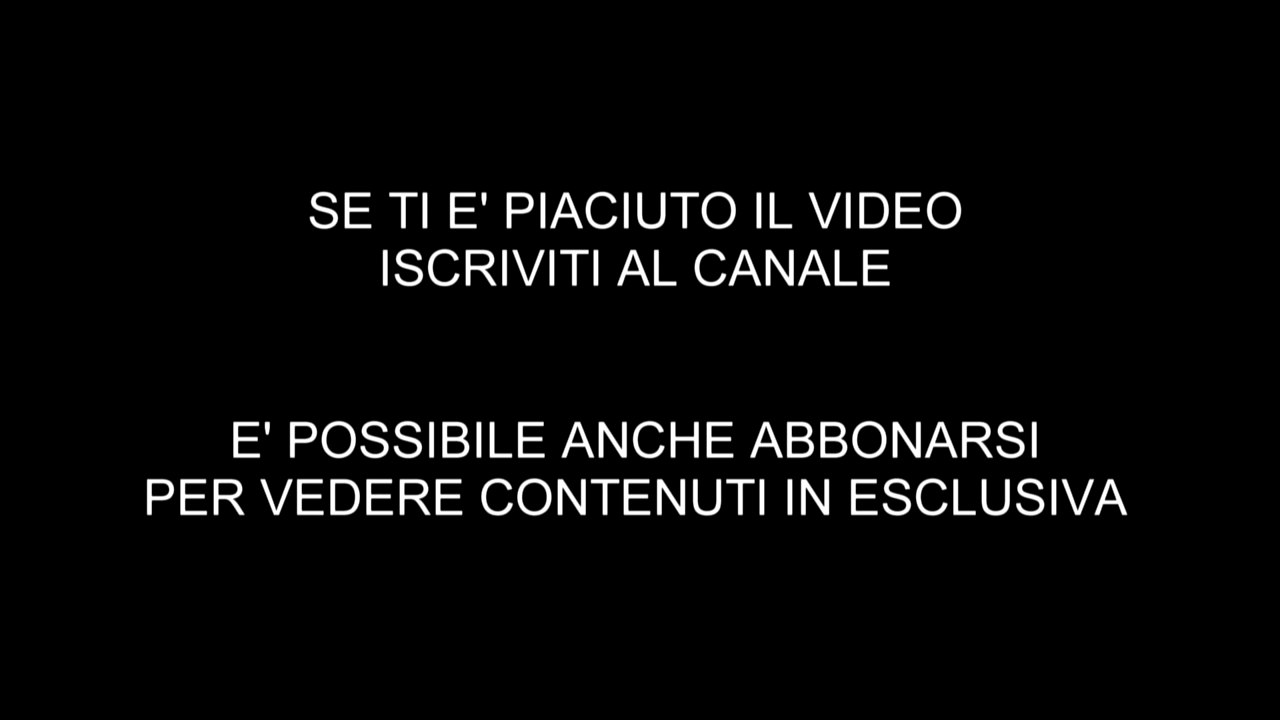 SE TI E' PIACIUTO IL VIDEO
ISCRIVITI AL CANALE
E' POSSIBILE ANCHE ABBONARSI
PER VEDERE CONTENUTI IN ESCLUSIVA